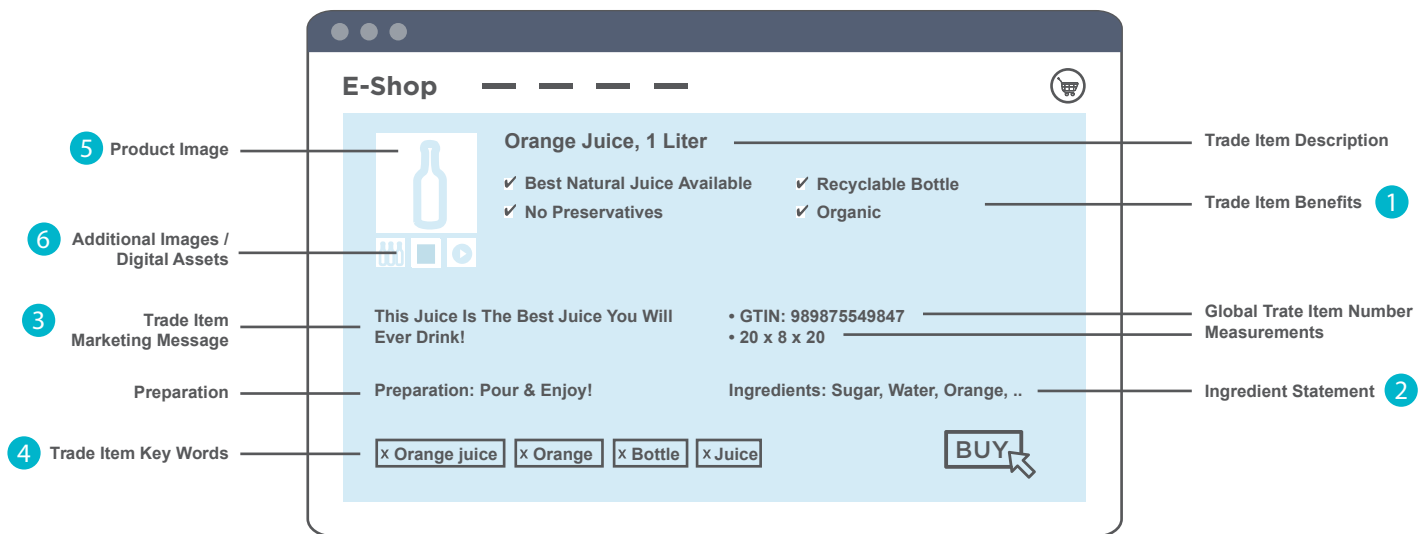 E-Shop
5 Product Image
Orange Juice, 1 Liter
Trade Item Description
✔ Best Natural Juice Available
✔ Recyclable Bottle
✔ No Preservatives
✔ Organic
Trade Item Benefits 1
6 Additional Images /
Digital Assets
3 Trade Item
Marketing Message
This Juice Is The Best Juice You Will
Ever Drink!
• GTIN: 989875549847
• 20 x 8 x 20
Global Trate Item Number
Measurements
Preparation
Preparation: Pour & Enjoy!
Ingredients: Sugar, Water, Orange, ..
Ingredient Statement 2
4 Trade Item Key Words
x Orange juice
x Orange
x Bottle
x Juice
BUY